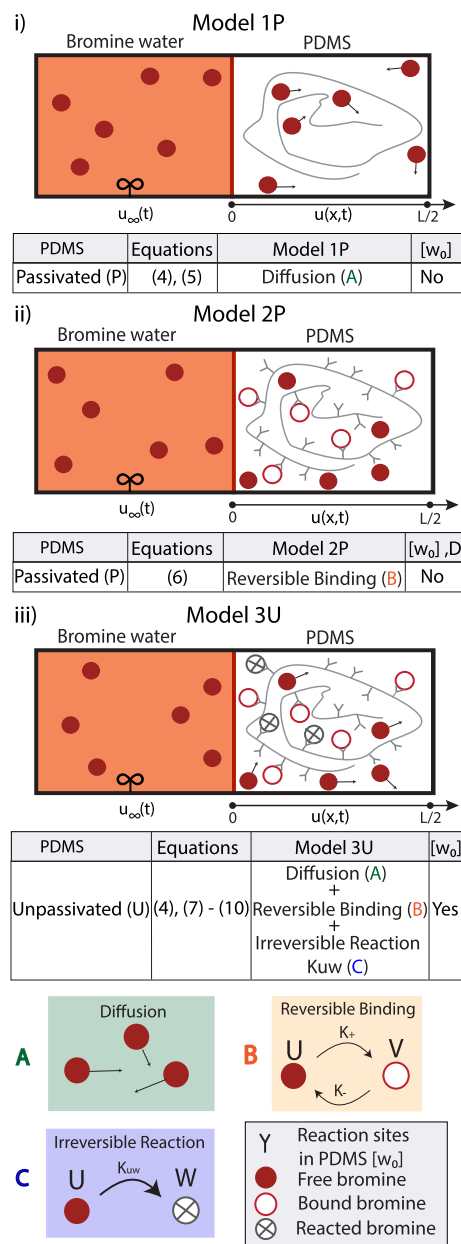 i) Model 1P
Bromine water PDMS
u∞(t) 0 u(x,t) L/2
PDMS Equations Model 1P [w₀]
Passivated (P) (4), (5) Diffusion (A) No
ii) Model 2P
Bromine water PDMS
u∞(t) 0 u(x,t) L/2
PDMS Equations Model 2P [w₀] ,D
Passivated (P) (6) Reversible Binding (B) No
iii) Model 3U
Bromine water PDMS
u∞(t) 0 u(x,t) L/2
PDMS Equations Model 3U [w₀]
Unpassivated (U) (4), (7) - (10) Diffusion (A)
+
Reversible Binding (B) Yes
+
Irreversible Reaction
Kuw (C)
A Diffusion
B Reversible Binding
U K₊ V
K-
C Irreversible Reaction
U Kuw W
Y Reaction sites
in PDMS [w₀]
Free bromine
Bound bromine
Reacted bromine